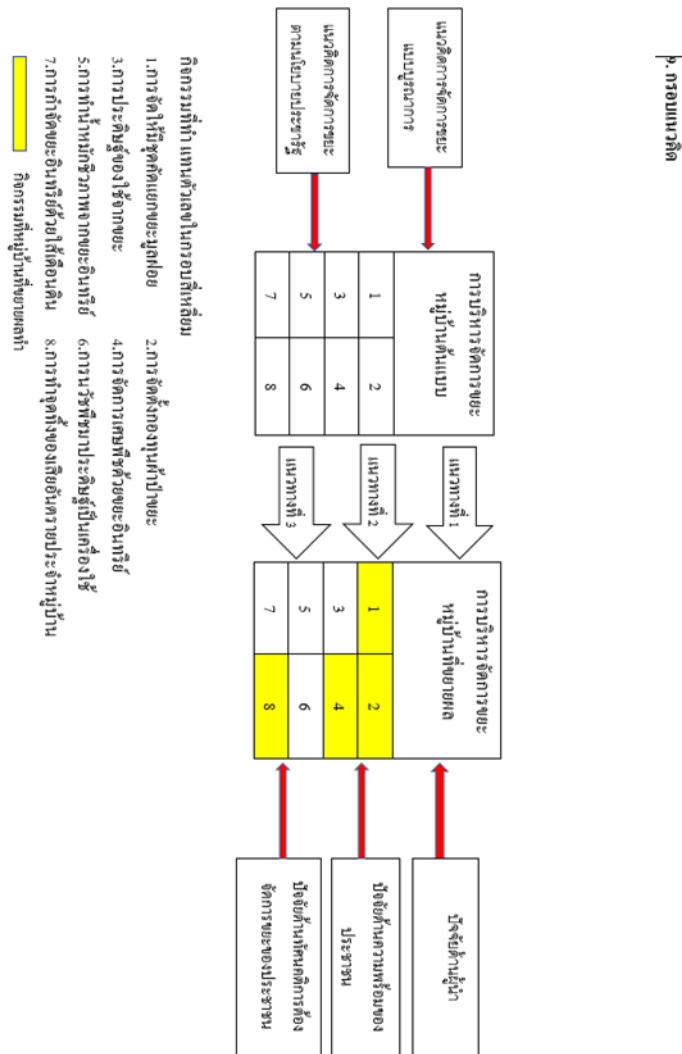 9. กรอบแนวคิด
แนวคิดการจัดการขยะ
แบบบูรณาการ
แนวคิดการจัดการขยะ
ตามนโยบายประชารัฐ
การบริหารจัดการขยะ
หมู่บ้านต้นแบบ
1 2
3 4
5 6
7 8
แนวทางที่ 1
แนวทางที่ 2
แนวทางที่ 3
การบริหารจัดการขยะ
หมู่บ้านที่ขยายผล
1 2
3 4
5 6
7 8
ปัจจัยด้านผู้นำ
ปัจจัยด้านความพร้อมของ
ประชาชน
ปัจจัยด้านทัศนคติการต้อง
จัดการขยะของประชาชน
กิจกรรมที่ทำ แทนตัวเลขในกรอบสี่เหลี่ยม
1.การจัดให้มีชุดคัดแยกขยะมูลฝอย 2.การจัดตั้งกองทุนผ้าป่าขยะ
3.การประดิษฐ์ของใช้จากขยะ 4.การจัดการเศษพืชด้วยขยะอินทรีย์
5.การทำน้ำหมักชีวภาพจากขยะอินทรีย์ 6.การนวัชพืชมาประดิษฐ์เป็นเครื่องใช้
7.การกำจัดขยะอินทรีย์ด้วยไส้เดือนดิน 8.การทำจุดทิ้งของเสียอันตรายประจำหมู่บ้าน
กิจกรรมที่หมู่บ้านที่ขยายผลทำ